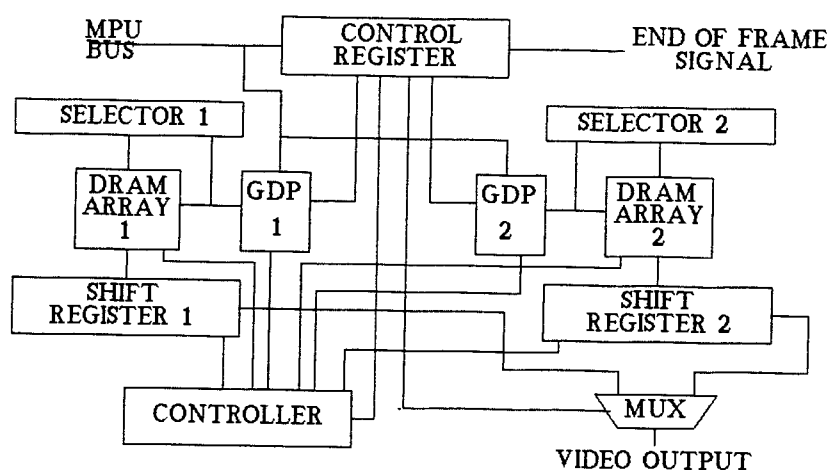 MPU
BUS
CONTROL
REGISTER
END OF FRAME
SIGNAL
SELECTOR 1
SELECTOR 2
DRAM
ARRAY
1
GDP
1
GDP
2
DRAM
ARRAY
2
SHIFT
REGISTER 1
SHIFT
REGISTER 2
CONTROLLER
MUX
VIDEO OUTPUT